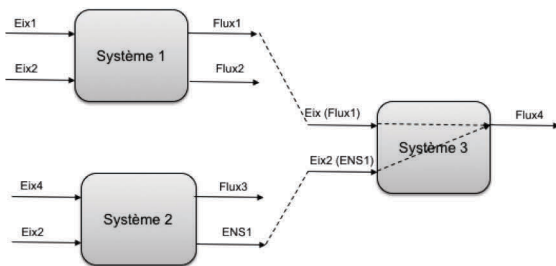 Eix1
Flux1
Système 1
Eix2
Flux2
Eix (Flux1)
Flux4
Système 3
Eix2 (ENS1)
Eix4
Flux3
Système 2
Eix2
ENS1